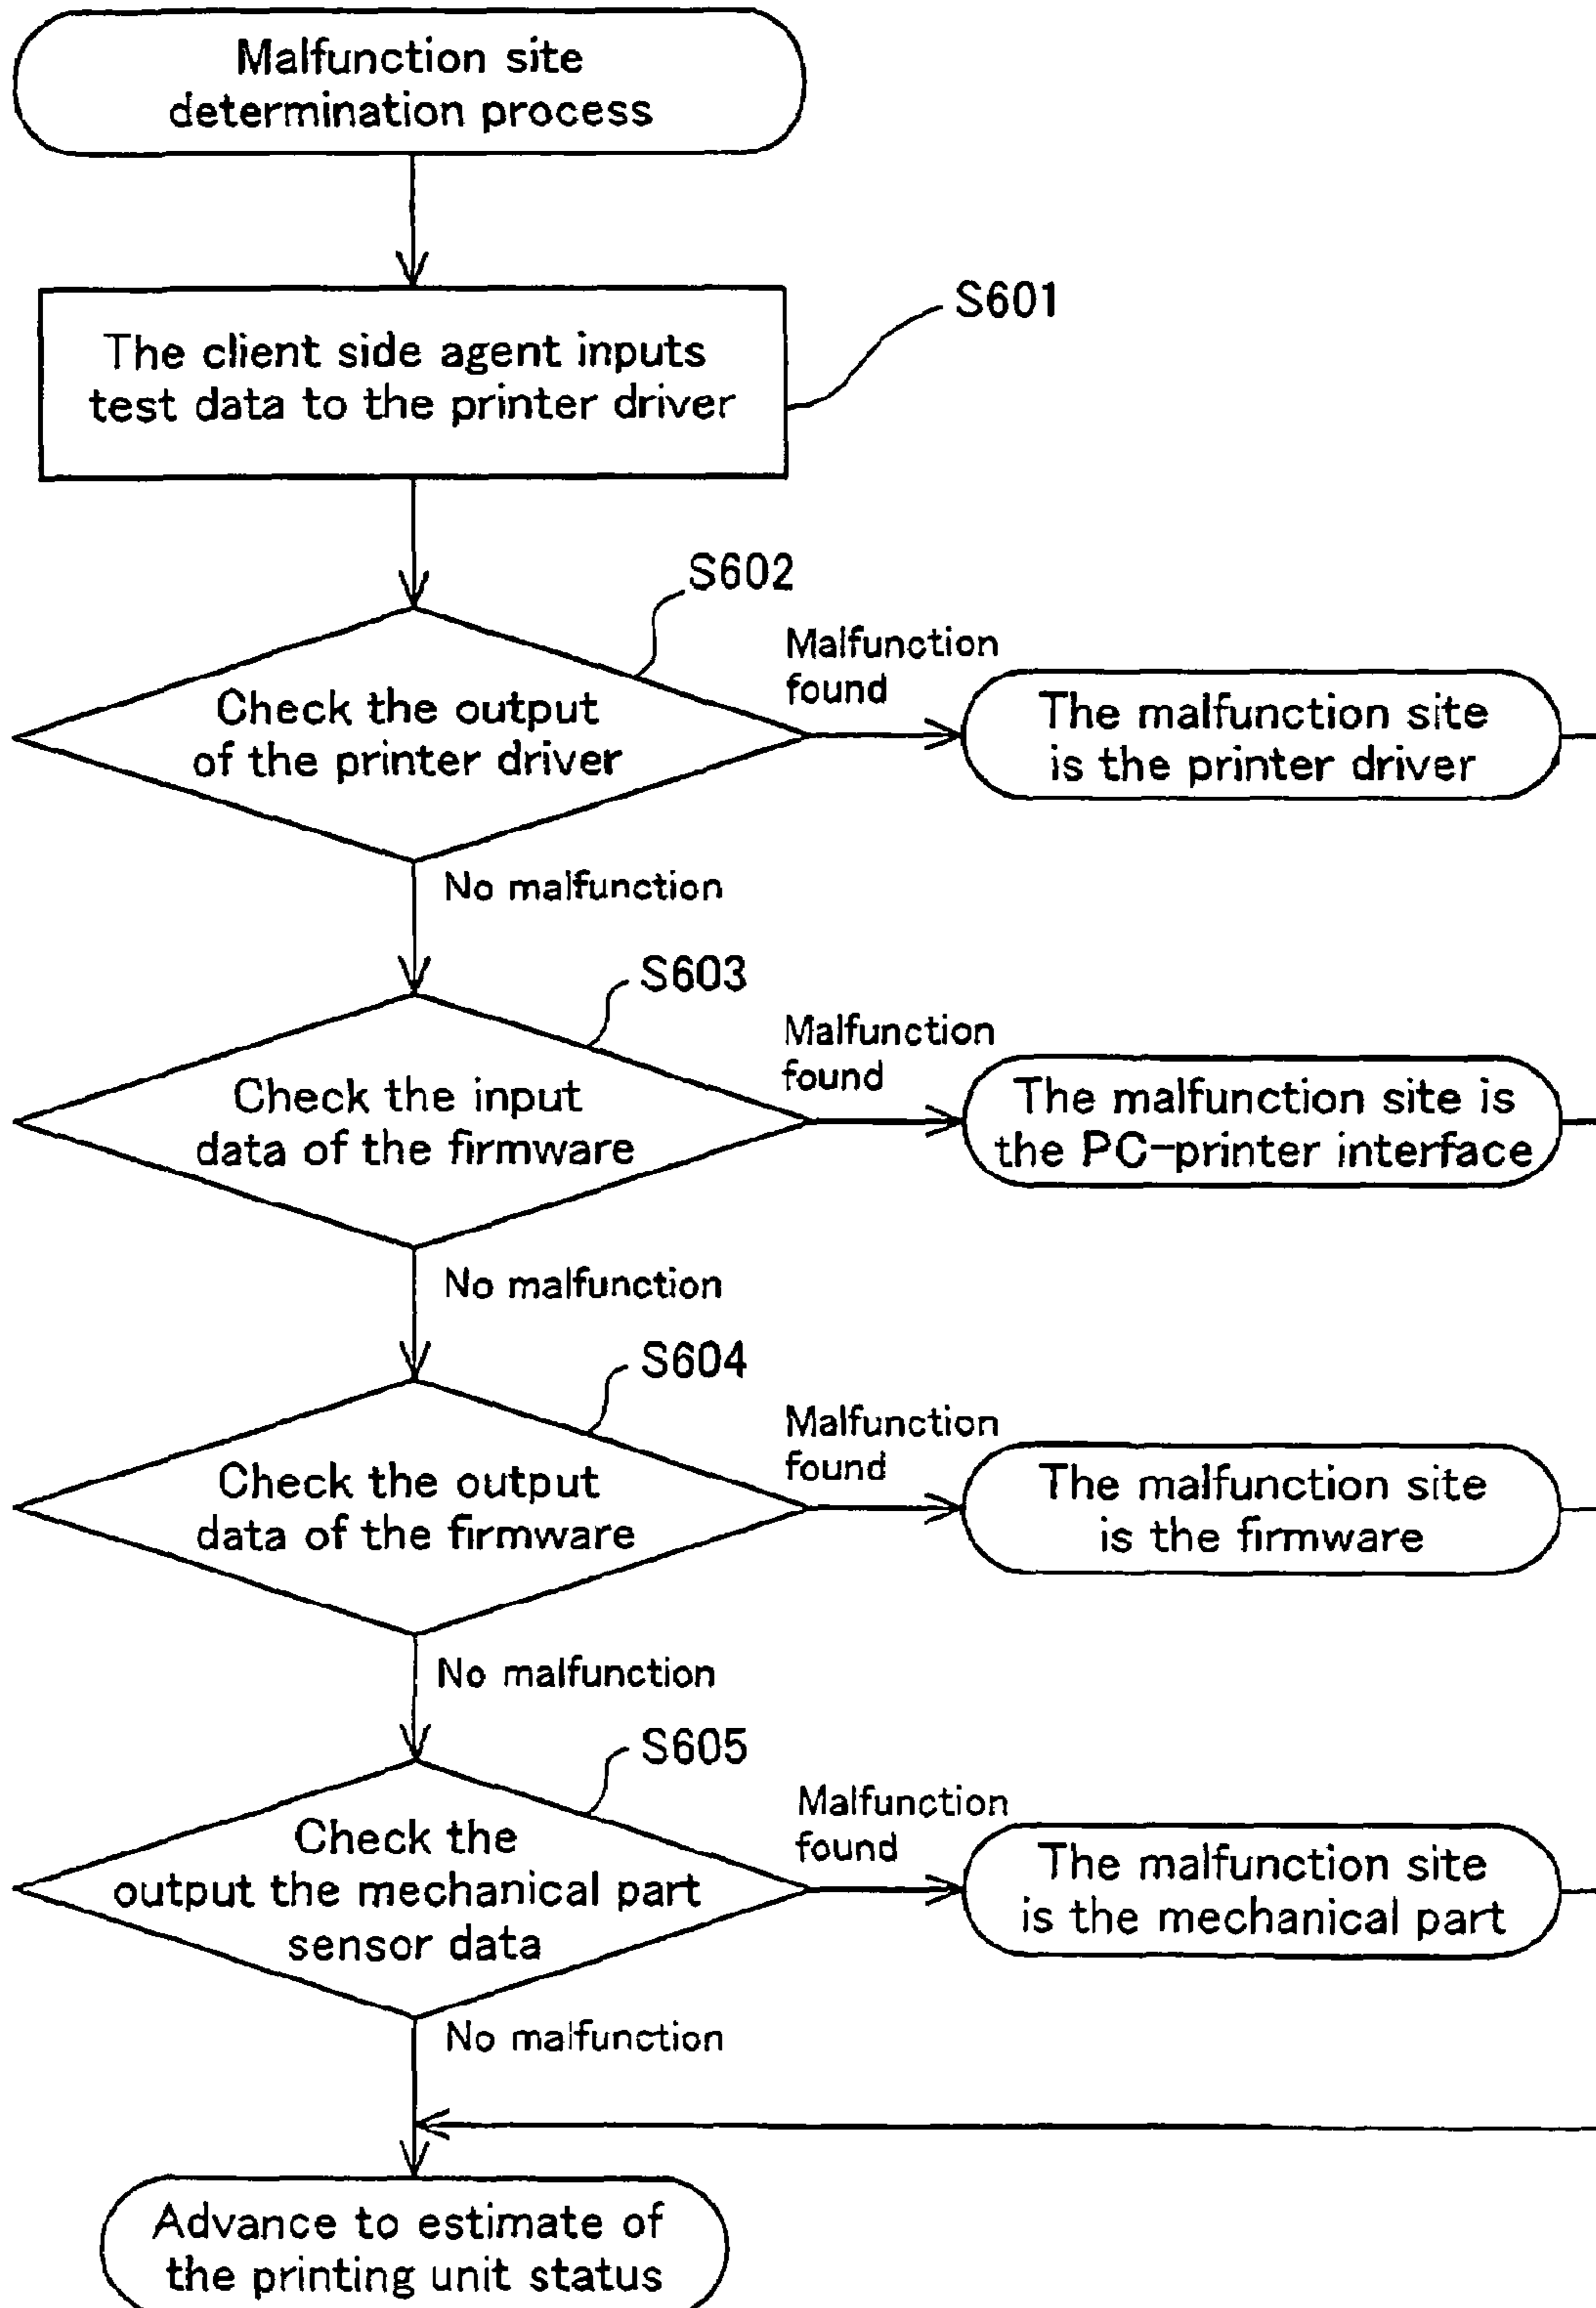 Malfunction site
determination process
S601
The client side agent inputs
test data to the printer driver
S602
Malfunction
found
Check the output
of the printer driver
The malfunction site
is the printer driver
No malfunction
S603
Malfunction
found
Check the input
data of the firmware
The malfunction site is
the PC-printer interface
No malfunction
S604
Malfunction
found
Check the output
data of the firmware
The malfunction site
is the firmware
No malfunction
S605
Malfunction
found
Check the
output the mechanical part
sensor data
The malfunction site
is the mechanical part
No malfunction
Advance to estimate of
the printing unit status